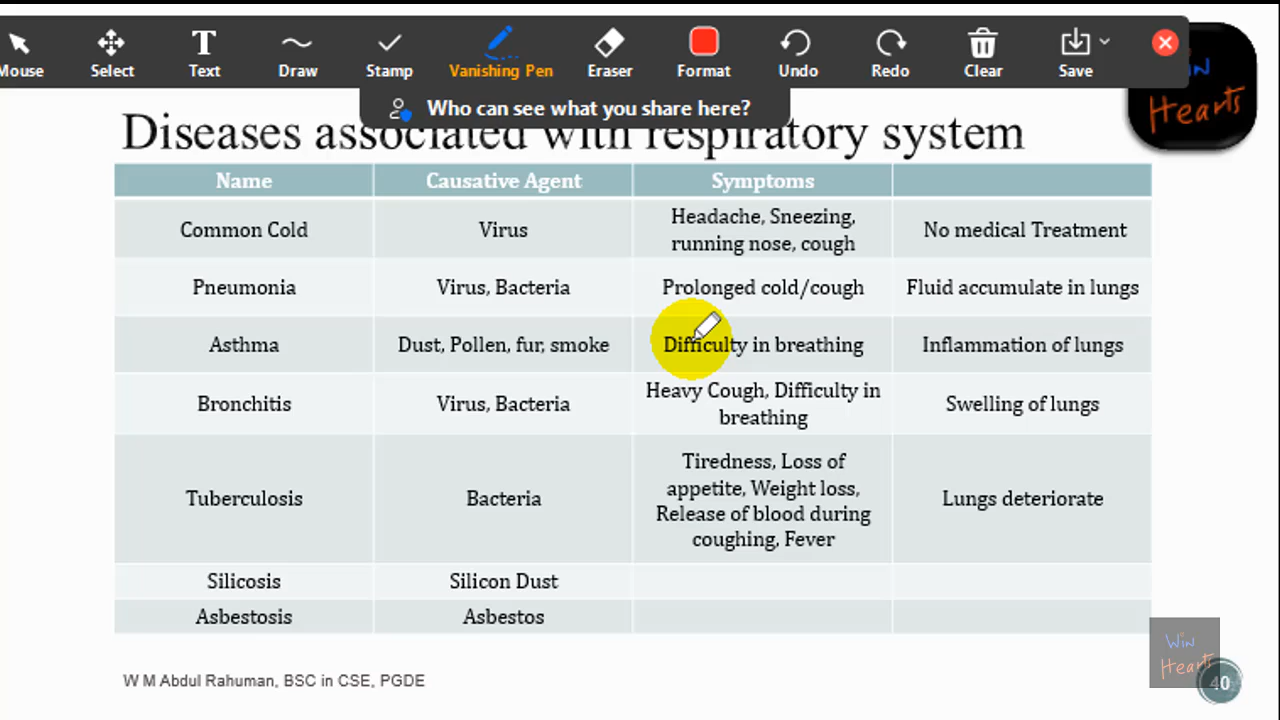 Mouse
Select
Text
Draw
Stamp
Vanishing Pen
Eraser
Format
Undo
Redo
Clear
Save
Who can see what you share here?
Win
Hearts
Diseases associated with respiratory system
Name Causative Agent Symptoms
Common Cold Virus Headache, Sneezing, running nose, cough No medical Treatment
Pneumonia Virus, Bacteria Prolonged cold/cough Fluid accumulate in lungs
Asthma Dust, Pollen, fur, smoke Difficulty in breathing Inflammation of lungs
Bronchitis Virus, Bacteria Heavy Cough, Difficulty in breathing Swelling of lungs
Tuberculosis Bacteria Tiredness, Loss of appetite, Weight loss, Release of blood during coughing, Fever Lungs deteriorate
Silicosis Silicon Dust
Asbestosis Asbestos
W M Abdul Rahuman, BSC in CSE, PGDE
Win
Hearts
40